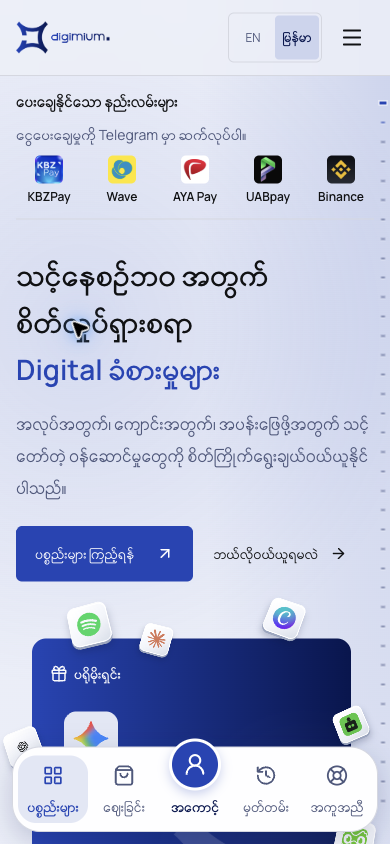 digimium.
EN
မြန်မာ
ပေးချေနိုင်သော နည်းလမ်းများ
ငွေပေးချေမှုကို Telegram မှာ ဆက်လုပ်ပါ။
KBZ
Pay
KBZPay
Wave
AYA Pay
UABpay
Binance
သင့်နေ့စဉ်ဘဝ အတွက်
စိတ်လှုပ်ရှားစရာ
Digital ခံစားမှုများ
အလုပ်အတွက်၊ ကျောင်းအတွက်၊ အပန်းဖြေဖို့အတွက် သင့်
တော်တဲ့ ဝန်ဆောင်မှုတွေကို စိတ်ကြိုက်ရွေးချယ်ဝယ်ယူနိုင်
ပါသည်။
ပစ္စည်းများ ကြည့်ရန်
ဘယ်လိုဝယ်ယူရမလဲ
ပရိုမိုးရှင်း
ပစ္စည်းများ
ဈေးခြင်း
အကောင့်
မှတ်တမ်း
အကူအညီ